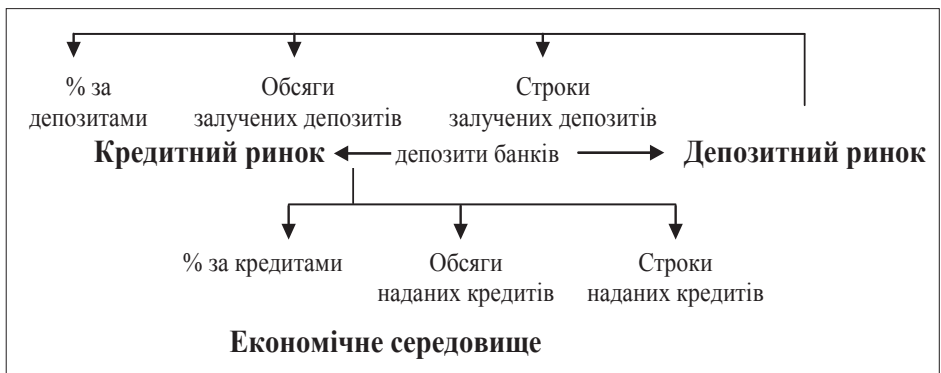 % за Обсяги Строки
депозитами залучених депозитів залучених депозитів
Кредитний ринок депозити банків Депозитний ринок
% за кредитами Обсяги Строки
наданих кредитів наданих кредитів
Економічне середовище